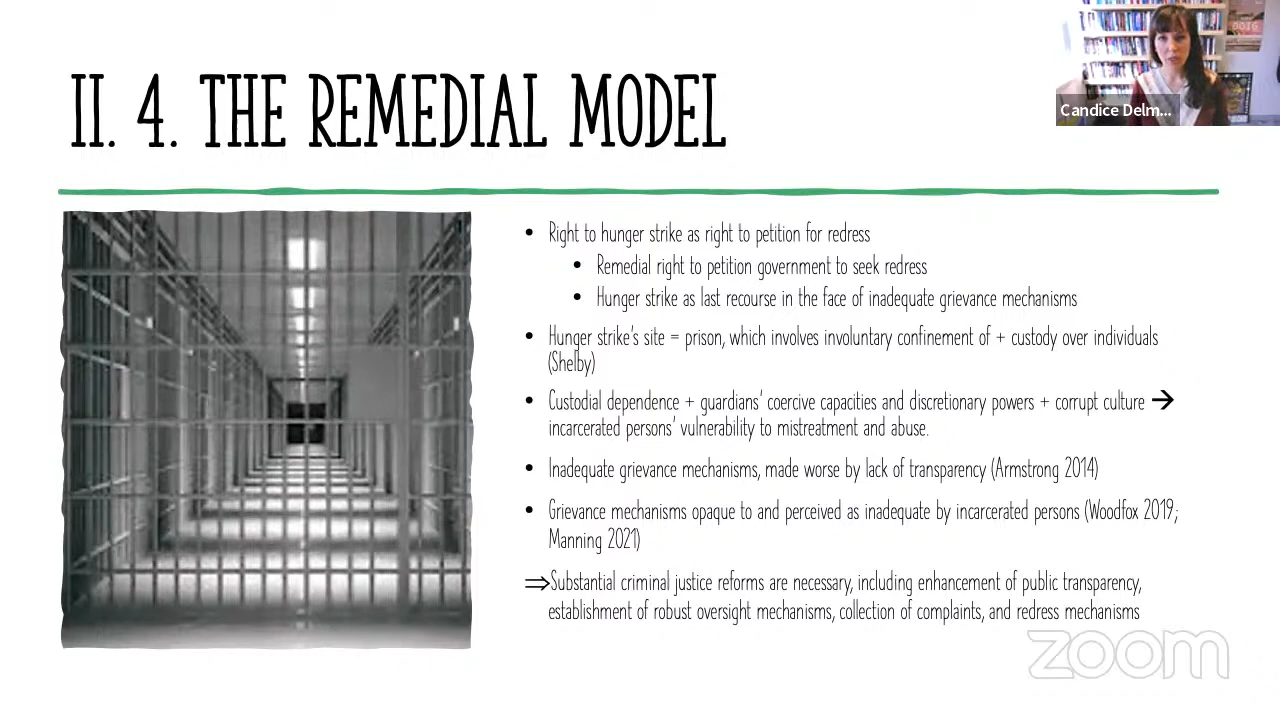 II. 4. THE REMEDIAL MODEL
Candice Delm...
• Right to hunger strike as right to petition for redress
• Remedial right to petition government to seek redress
• Hunger strike as last recourse in the face of inadequate grievance mechanisms
• Hunger strike's site = prison, which involves involuntary confinement of + custody over individuals
(Shelby)
• Custodial dependence + guardians' coercive capacities and discretionary powers + corrupt culture →
incarcerated persons' vulnerability to mistreatment and abuse.
• Inadequate grievance mechanisms, made worse by lack of transparency (Armstrong 2014)
• Grievance mechanisms opaque to and perceived as inadequate by incarcerated persons (Woodfox 2019;
Manning 2021)
⇒Substantial criminal justice reforms are necessary, including enhancement of public transparency,
establishment of robust oversight mechanisms, collection of complaints, and redress mechanisms
zoom